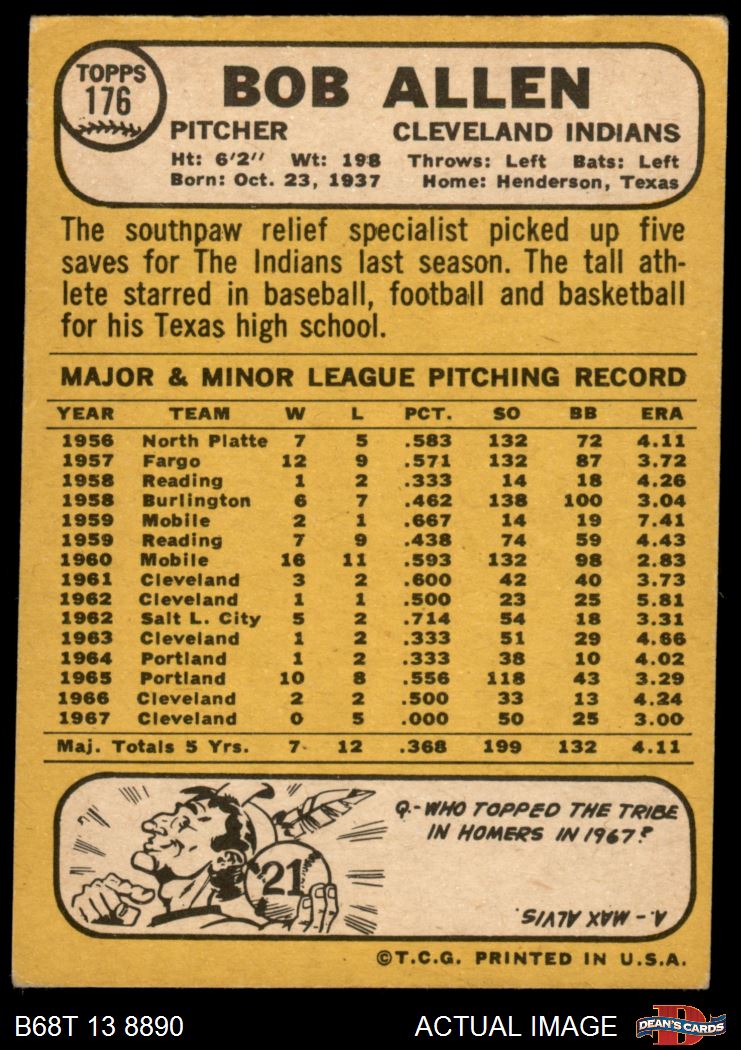 TOPPS
176
BOB ALLEN
PITCHER CLEVELAND INDIANS
Ht: 6'2" Wt: 198 Throws: Left Bats: Left
Born: Oct. 23, 1937 Home: Henderson, Texas
The southpaw relief specialist picked up five
saves for The Indians last season. The tall ath-
lete starred in baseball, football and basketball
for his Texas high school.
MAJOR & MINOR LEAGUE PITCHING RECORD
YEAR TEAM W L PCT. SO BB ERA
1956 North Platte 7 5 .583 132 72 4.11
1957 Fargo 12 9 .571 132 87 3.72
1958 Reading 1 2 .333 14 18 4.26
1958 Burlington 6 7 .462 138 100 3.04
1959 Mobile 2 1 .667 14 19 7.41
1959 Reading 7 9 .438 74 59 4.43
1960 Mobile 16 11 .593 132 98 2.83
1961 Cleveland 3 2 .600 42 40 3.73
1962 Cleveland 1 1 .500 23 25 5.81
1962 Salt L. City 5 2 .714 54 18 3.31
1963 Cleveland 1 2 .333 51 29 4.66
1964 Portland 1 2 .333 38 10 4.02
1965 Portland 10 8 .556 118 43 3.29
1966 Cleveland 2 2 .500 33 13 4.24
1967 Cleveland 0 5 .000 50 25 3.00
Maj. Totals 5 Yrs. 7 12 .368 199 132 4.11
21
Q.-WHO TOPPED THE TRIBE
IN HOMERS IN 1967?
A.-MAX ALVIS.
©T.C.G. PRINTED IN U.S.A.
B68T 13 8890 ACTUAL IMAGE
D
DEAN'S CARDS